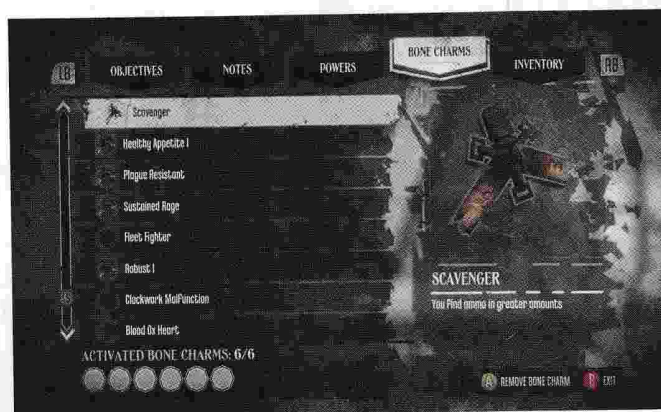 LB OBJECTIVES NOTES POWERS BONE CHARMS INVENTORY RB
Scavenger
Healthy Appetite I
Plague Resistant
Sustained Rage
Fleet Fighter
Robust I
Clockwork Malfunction
Blood Ox Heart
ACTIVATED BONE CHARMS: 6/6
SCAVENGER
You find ammo in greater amounts
A REMOVE BONE CHARM B EXIT